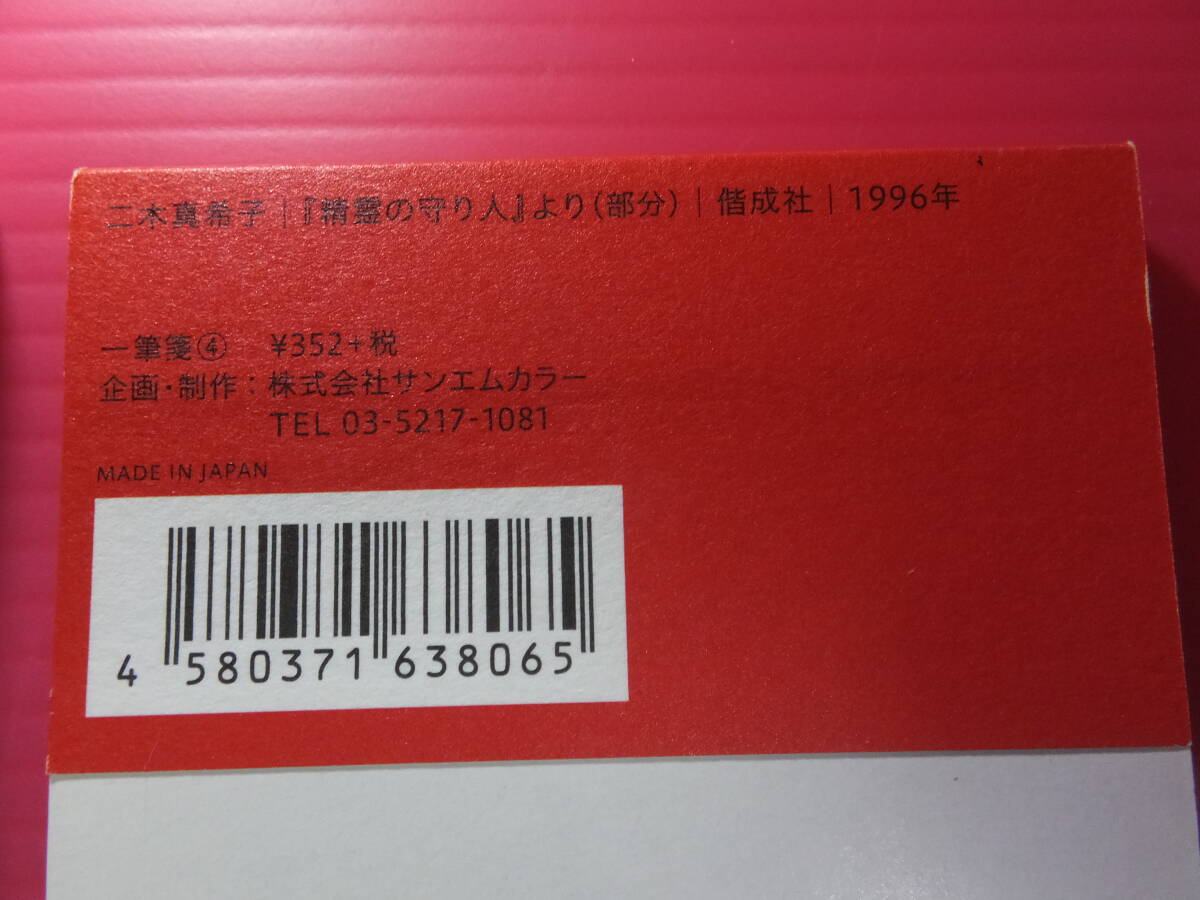 二木真希子｜『精霊の守り人』より（部分）｜偕成社｜1996年
一筆箋④　¥352+税
企画・制作：株式会社サンエムカラー
TEL 03-5217-1081
MADE IN JAPAN
4 580371 638065